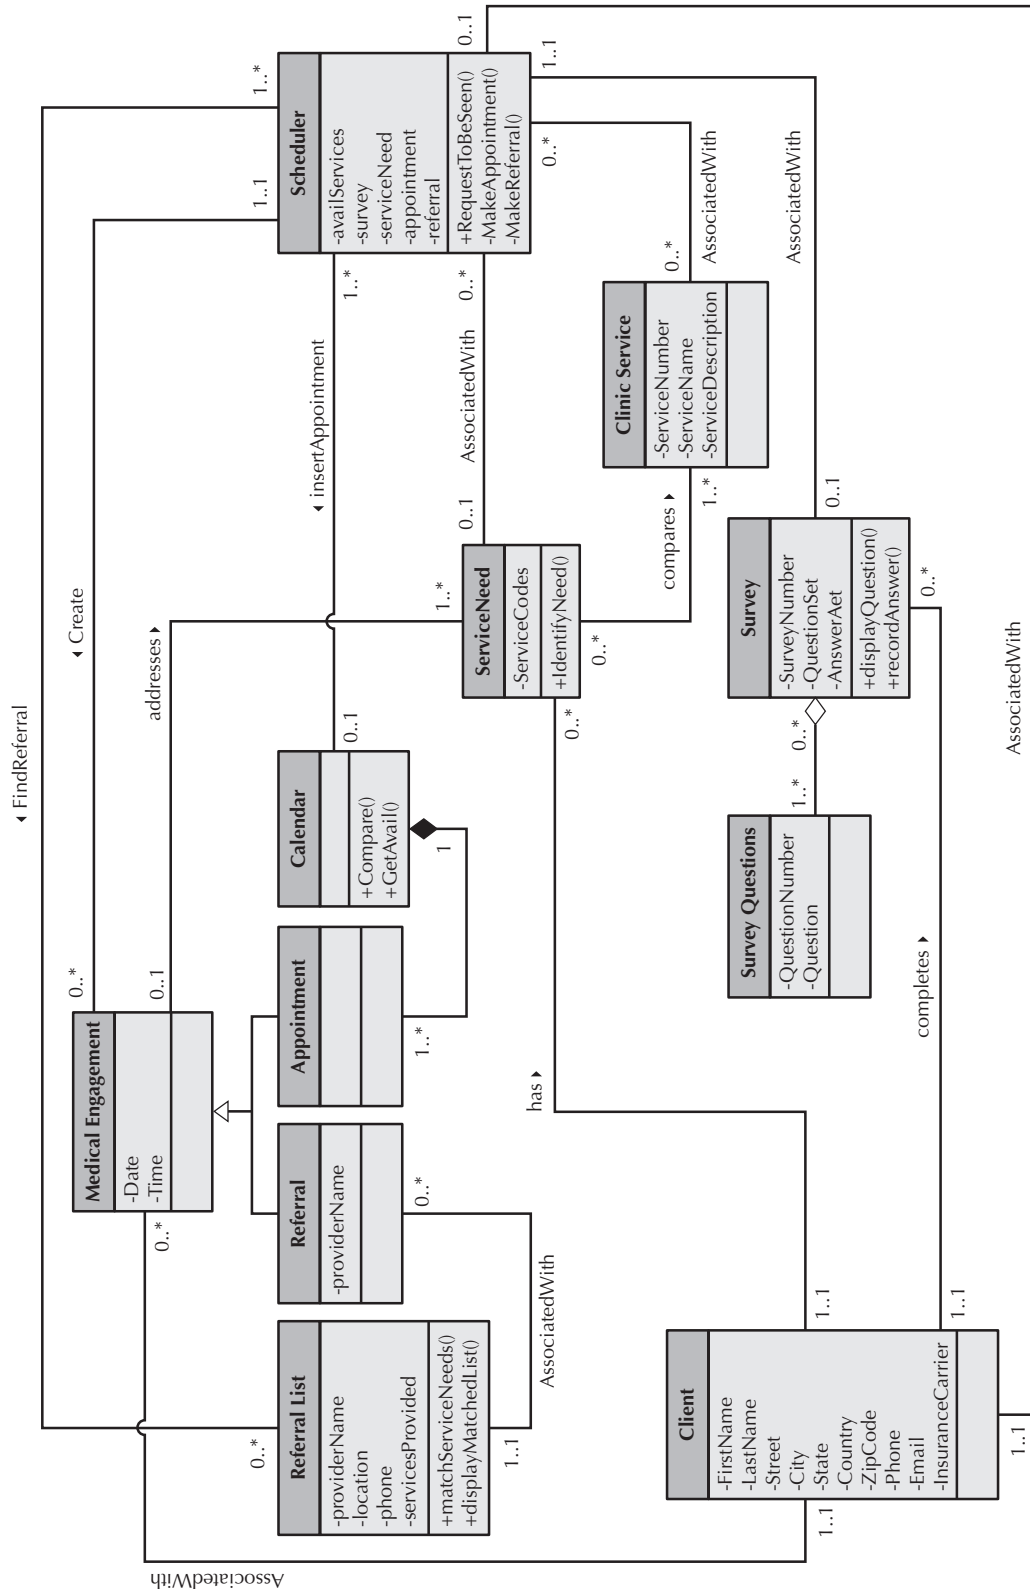 ◂ FindReferral
0..*
1..*
◂ Create
0..*
1..1
Medical Engagement
-Date
-Time
0..*
0..1
addresses ▸
1..*
Referral List
-providerName
-location
-phone
-servicesProvided
+matchServiceNeeds()
+displayMatchedList()
1..1
Referral
-providerName
0..*
AssociatedWith
Appointment
1..*
Calendar
+Compare()
+GetAvail()
1
0..1
◂ insertAppointment
1..*
Scheduler
-availServices
-survey
-serviceNeed
-appointment
-referral
+RequestToBeSeen()
-MakeAppointment()
-MakeReferral()
0..1
1..1
0..*
0..*
AssociatedWith
0..1
ServiceNeed
-ServiceCodes
+IdentifyNeed()
0..*
0..*
has ▸
compares ▸
1..*
Clinic Service
-ServiceNumber
-ServiceName
-ServiceDescription
0..*
AssociatedWith
AssociatedWith
Survey Questions
-QuestionNumber
-Question
1..*
0..*
Survey
-SurveyNumber
-QuestionSet
-AnswerAet
+displayQuestion()
+recordAnswer()
0..1
0..*
completes ▸
Client
-FirstName
-LastName
-Street
-City
-State
-Country
-ZipCode
-Phone
-Email
-InsuranceCarrier
1..1
1..1
1..1
1..1
AssociatedWith
AssociatedWith